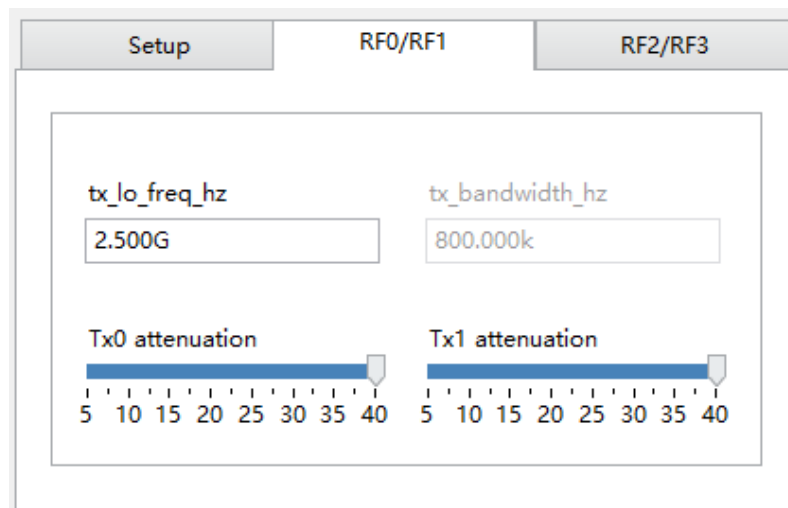 Setup RF0/RF1 RF2/RF3
tx_lo_freq_hz tx_bandwidth_hz
2.500G 800.000k
Tx0 attenuation Tx1 attenuation
5 10 15 20 25 30 35 40 5 10 15 20 25 30 35 40